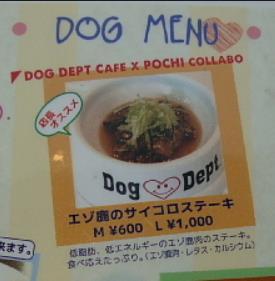 DOG MENU
DOG DEPT CAFE X POCHI COLLABO
店長
オススメ
Dog Dept
エゾ鹿のサイコロステーキ
M ¥600 L ¥1,000
低脂肪、低エネルギーのエゾ鹿肉のステーキ。
食べ応えたっぷり。(エゾ鹿肉・レタス・カルシウム)
来ます。